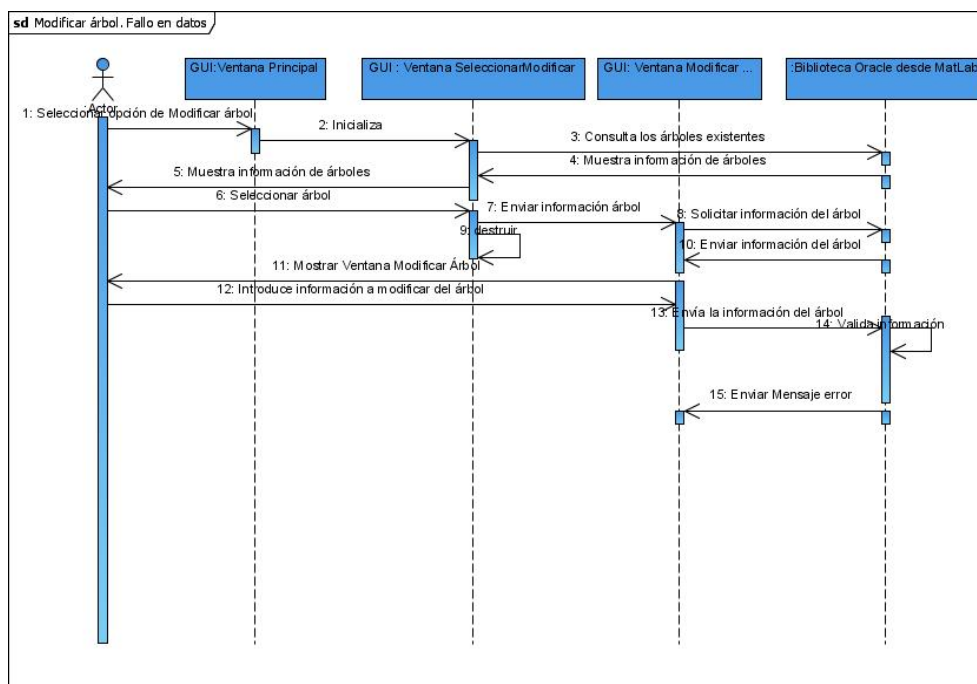 sd Modificar árbol. Fallo en datos
GUI:Ventana Principal
GUI : Ventana SeleccionarModificar
GUI: Ventana Modificar ...
:Biblioteca Oracle desde MatLab
:Actor
1: Seleccionar opción de Modificar árbol
2: Inicializa
3: Consulta los árboles existentes
4: Muestra información de árboles
5: Muestra información de árboles
6: Seleccionar árbol
7: Enviar información árbol
8: Solicitar información del árbol
9: destruir
10: Enviar información del árbol
11: Mostrar Ventana Modificar Árbol
12: Introduce información a modificar del árbol
13: Envía la información del árbol
14: Valida información
15: Enviar Mensaje error